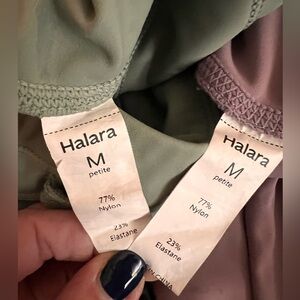 Halara
M
petite
77%
Nylon
23%
Elastane
Halara
M
petite
77%
Nylon
23%
Elastane